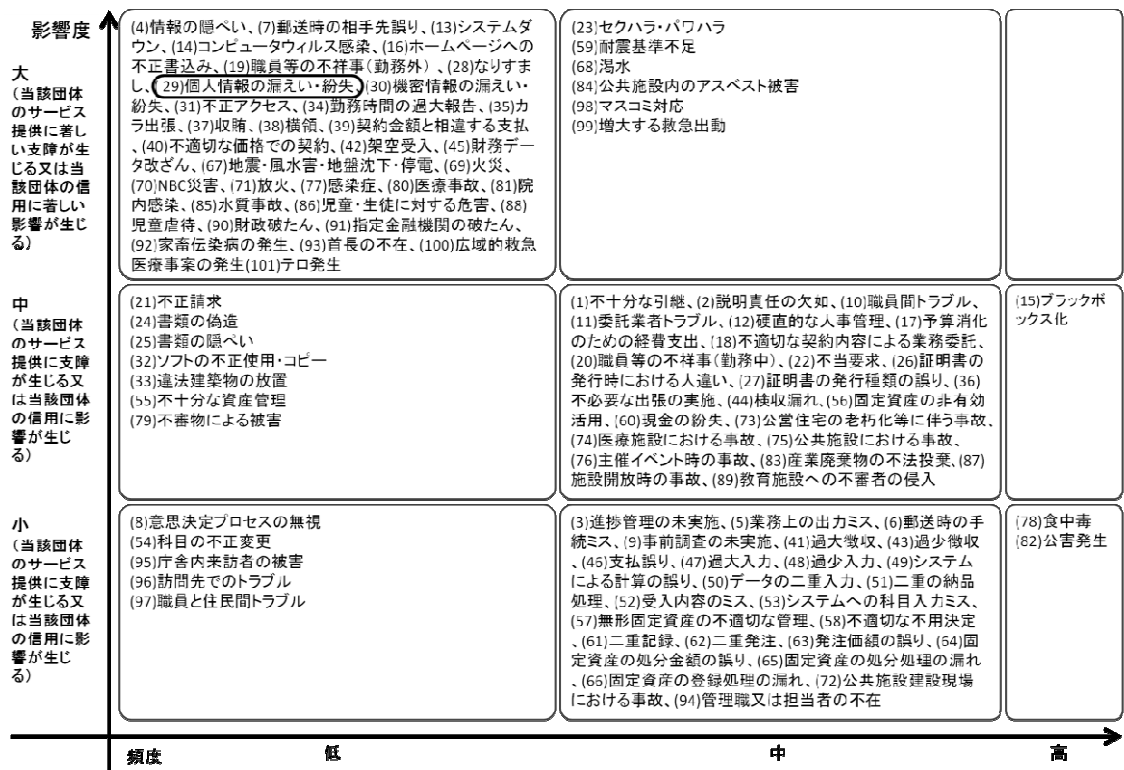 影響度
大
(当該団体
のサービス
提供に著し
い支障が生
じる又は当
該団体の信
用に著しい
影響が生じ
る)
(4)情報の隠ぺい、(7)郵送時の相手先誤り、(13)システムダ
ウン、(14)コンピュータウィルス感染、(16)ホームページへの
不正書込み、(19)職員等の不祥事(勤務外)、(28)なりすま
し、(29)個人情報の漏えい・紛失、(30)機密情報の漏えい・
紛失、(31)不正アクセス、(34)勤務時間の過大報告、(35)カ
ラ出張、(37)収賄、(38)横領、(39)契約金額と相違する支払
、(40)不適切な価格での契約、(42)架空受入、(45)財務デー
タ改ざん、(67)地震・風水害・地盤沈下・停電、(69)火災、
(70)NBC災害、(71)放火、(77)感染症、(80)医療事故、(81)院
内感染、(85)水質事故、(86)児童・生徒に対する危害、(88)
児童虐待、(90)財政破たん、(91)指定金融機関の破たん、
(92)家畜伝染病の発生、(93)首長の不在、(100)広域的救急
医療事案の発生(101)テロ発生
(23)セクハラ・パワハラ
(59)耐震基準不足
(68)渇水
(84)公共施設内のアスベスト被害
(98)マスコミ対応
(99)増大する救急出動
中
(当該団体
のサービス
提供に支障
が生じる又
は当該団体
の信用に影
響が生じ
る)
(21)不正請求
(24)書類の偽造
(25)書類の隠ぺい
(32)ソフトの不正使用・コピー
(33)違法建築物の放置
(55)不十分な資産管理
(79)不審物による被害
(1)不十分な引継、(2)説明責任の欠如、(10)職員間トラブル、
(11)委託業者トラブル、(12)硬直的な人事管理、(17)予算消化
のための経費支出、(18)不適切な契約内容による業務委託、
(20)職員等の不祥事(勤務中)、(22)不当要求、(26)証明書の
発行時における人違い、(27)証明書の発行種類の誤り、(36)
不必要な出張の実施、(44)検収漏れ、(56)固定資産の非有効
活用、(60)現金の紛失、(73)公営住宅の老朽化等に伴う事故、
(74)医療施設における事故、(75)公共施設における事故、
(76)主催イベント時の事故、(83)産業廃棄物の不法投棄、(87)
施設開放時の事故、(89)教育施設への不審者の侵入
(15)ブラックボ
ックス化
小
(当該団体
のサービス
提供に支障
が生じる又
は当該団体
の信用に影
響が生じ
る)
(8)意思決定プロセスの無視
(54)科目の不正変更
(95)庁舎内来訪者の被害
(96)訪問先でのトラブル
(97)職員と住民間トラブル
(3)進捗管理の未実施、(5)業務上の出力ミス、(6)郵送時の手
続ミス、(9)事前調査の未実施、(41)過大徴収、(43)過少徴収
、(46)支払誤り、(47)過大入力、(48)過少入力、(49)システム
による計算の誤り、(50)データの二重入力、(51)二重の納品
処理、(52)受入内容のミス、(53)システムへの科目入力ミス、
(57)無形固定資産の不適切な管理、(58)不適切な不用決定
、(61)二重記録、(62)二重発注、(63)発注価額の誤り、(64)固
定資産の処分金額の誤り、(65)固定資産の処分処理の漏れ
、(66)固定資産の登録処理の漏れ、(72)公共施設建設現場
における事故、(94)管理職又は担当者の不在
(78)食中毒
(82)公害発生
頻度
低
中
高